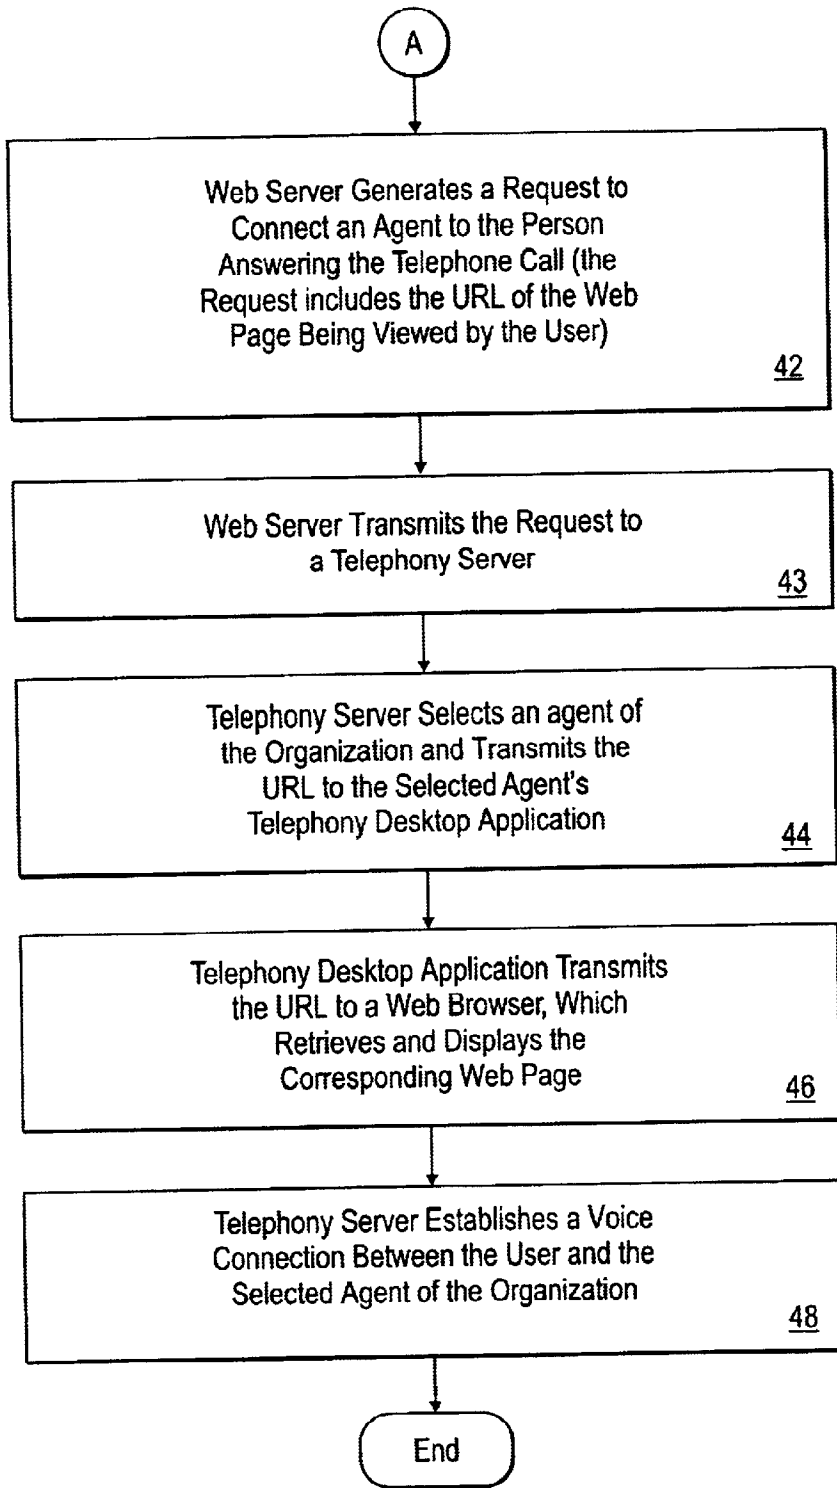 A
Web Server Generates a Request to
Connect an Agent to the Person
Answering the Telephone Call (the
Request includes the URL of the Web
Page Being Viewed by the User)
42
Web Server Transmits the Request to
a Telephony Server
43
Telephony Server Selects an agent of
the Organization and Transmits the
URL to the Selected Agent's
Telephony Desktop Application
44
Telephony Desktop Application Transmits
the URL to a Web Browser, Which
Retrieves and Displays the
Corresponding Web Page
46
Telephony Server Establishes a Voice
Connection Between the User and the
Selected Agent of the Organization
48
End